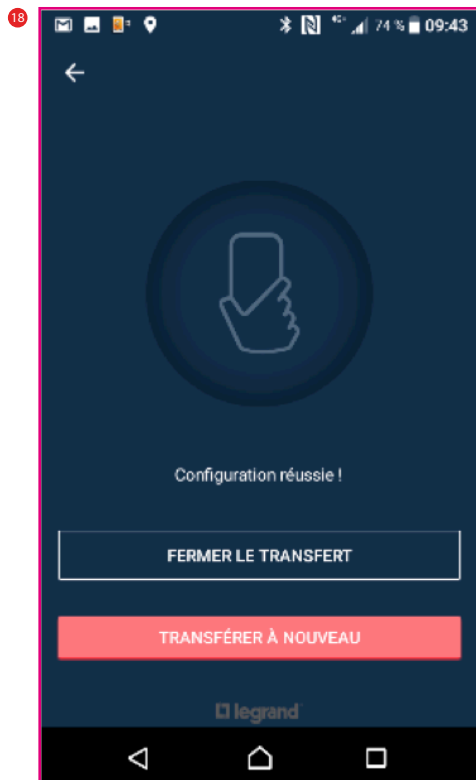 18
74 % 09:43
Configuration réussie !
FERMER LE TRANSFERT
TRANSFÉRER À NOUVEAU
legrand